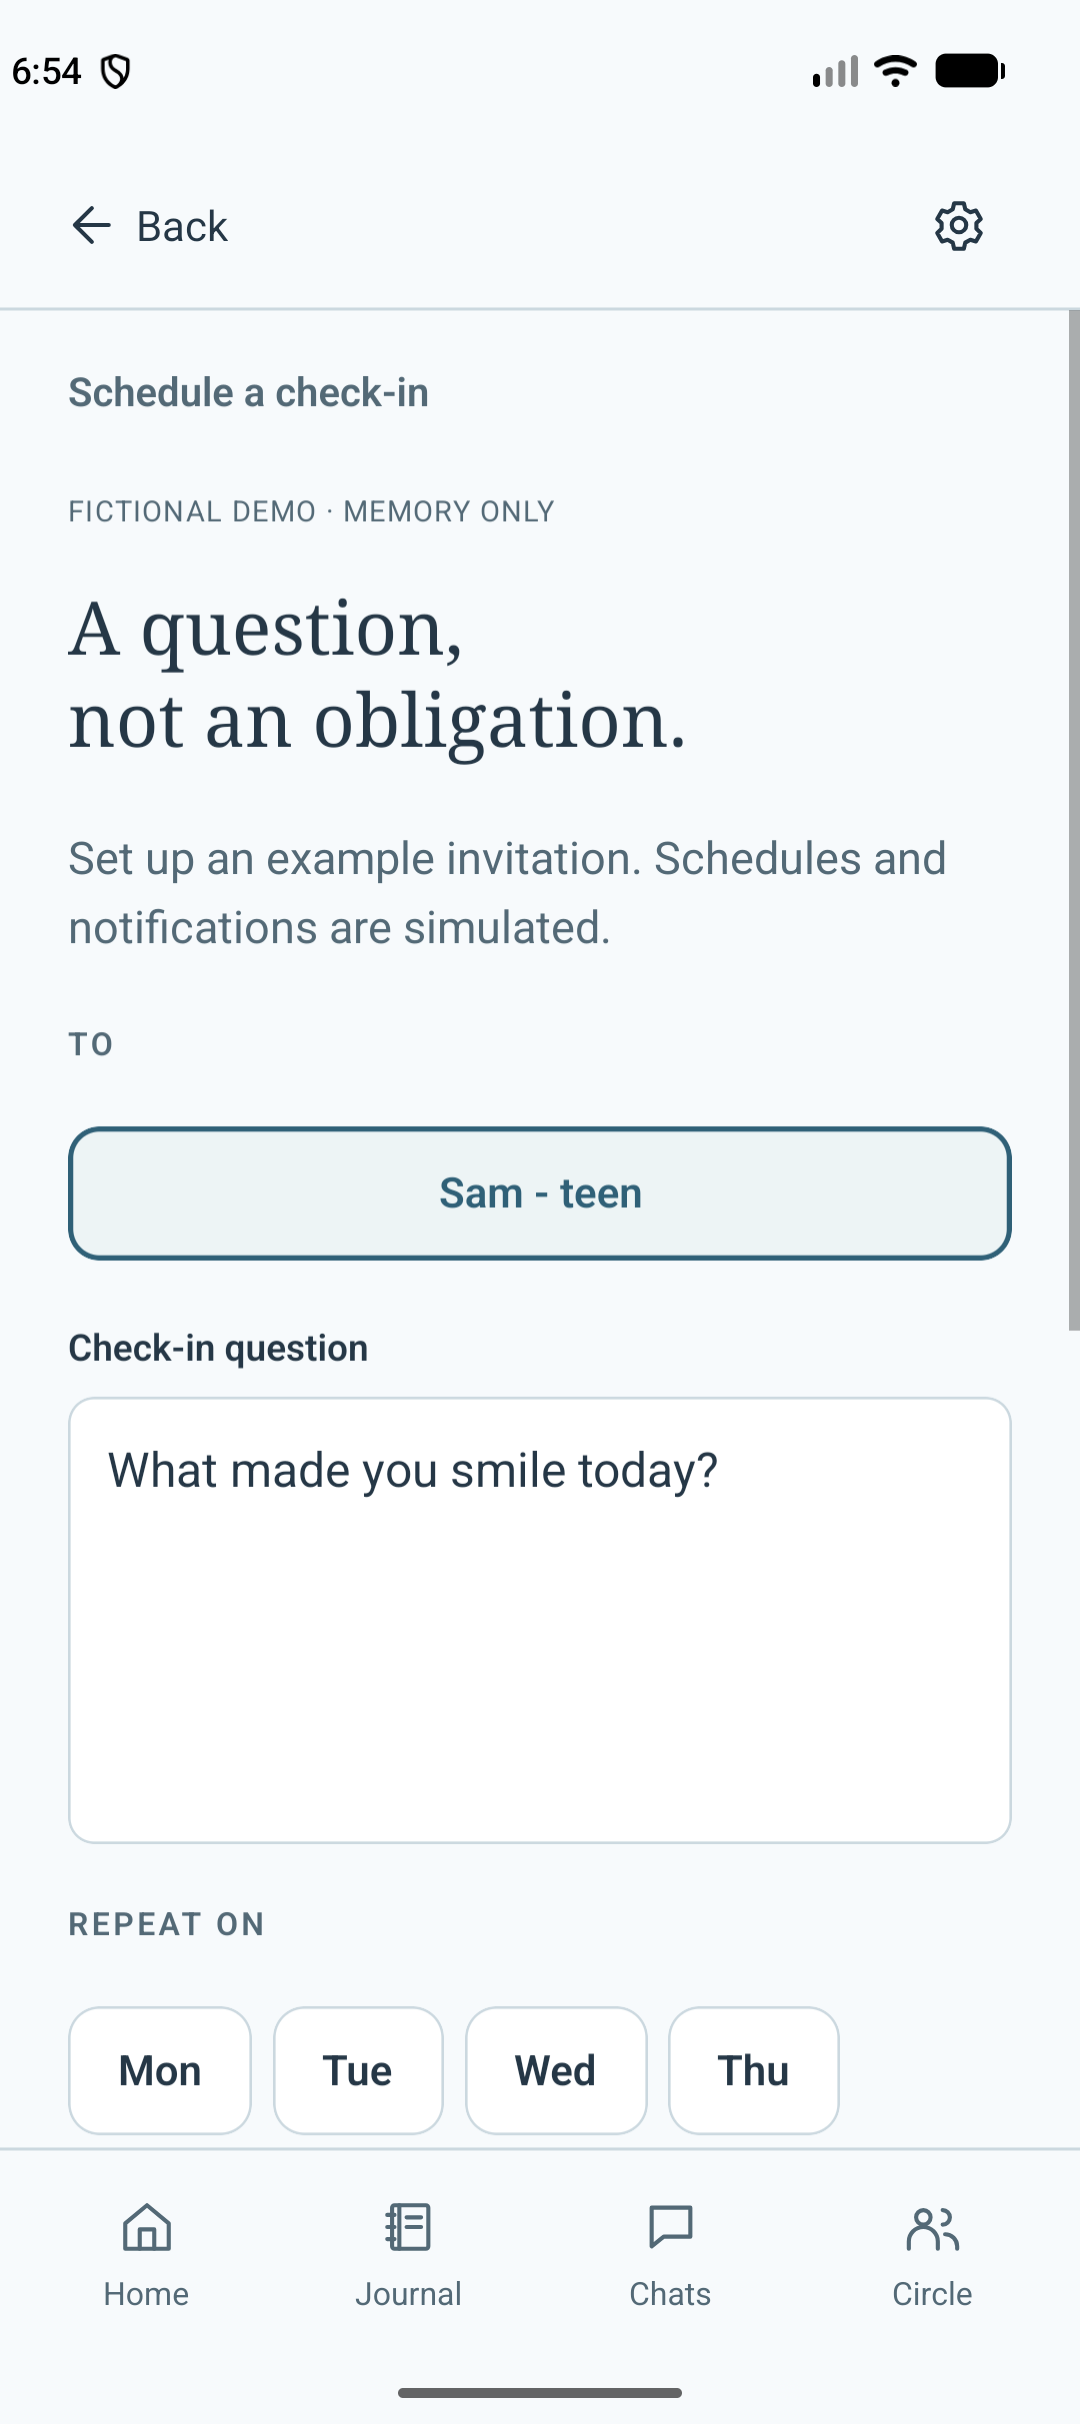 6:54
Back
Schedule a check-in
FICTIONAL DEMO · MEMORY ONLY
A question,
not an obligation.
Set up an example invitation. Schedules and
notifications are simulated.
TO
Sam - teen
Check-in question
What made you smile today?
REPEAT ON
Mon Tue Wed Thu
Home Journal Chats Circle